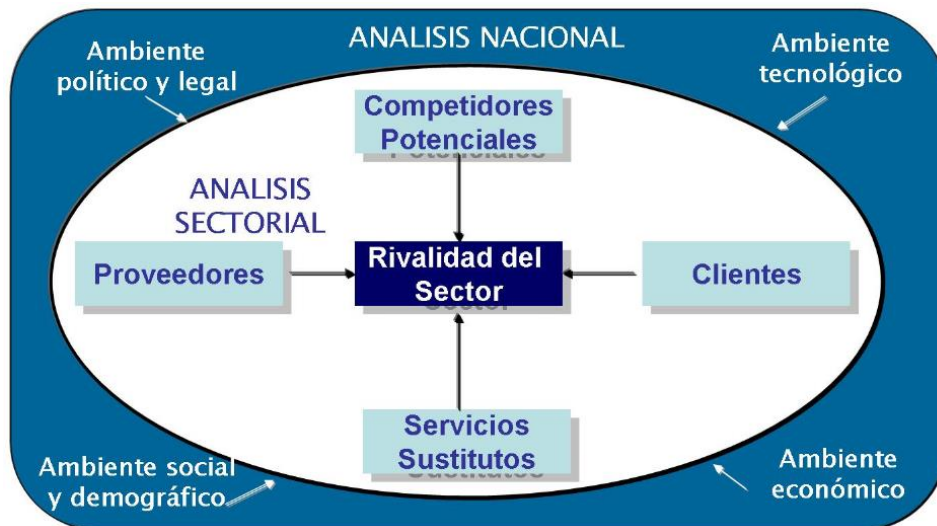 ANALISIS NACIONAL
Ambiente
político y legal
Ambiente
tecnológico
Competidores
Potenciales
ANALISIS
SECTORIAL
Proveedores
Rivalidad del
Sector
Clientes
Servicios
Sustitutos
Ambiente social
y demográfico
Ambiente
económico